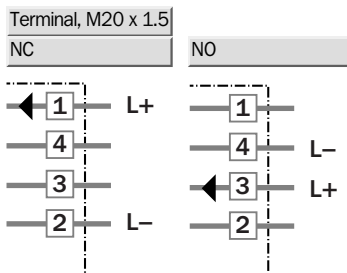 Terminal, M20 x 1.5
NC
NO
1 L+
4
3
2 L–
1
4 L–
3 L+
2